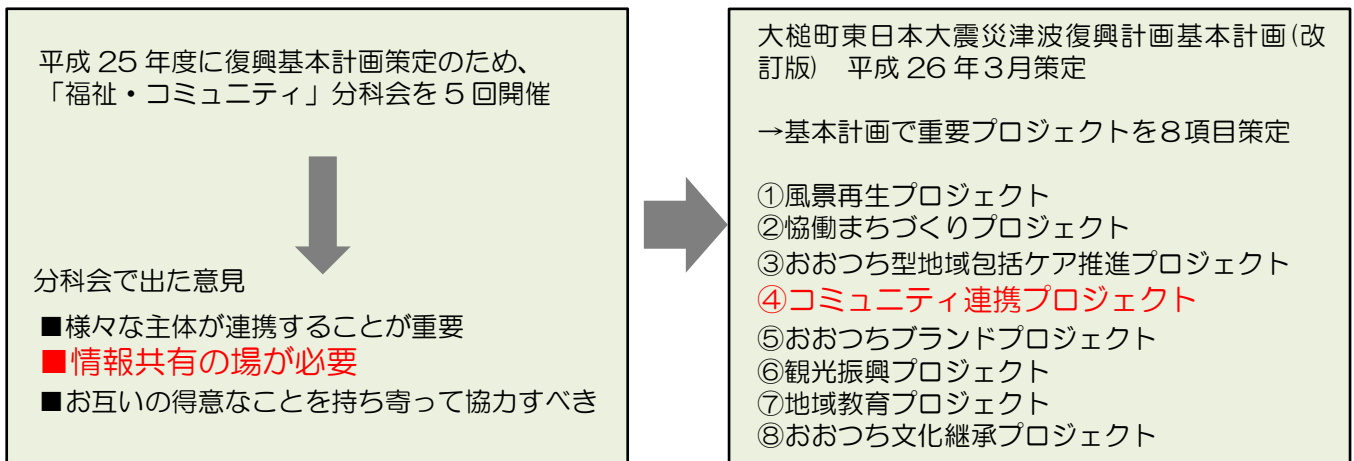 平成 25 年度に復興基本計画策定のため、
「福祉・コミュニティ」分科会を 5 回開催
分科会で出た意見
■様々な主体が連携することが重要
■情報共有の場が必要
■お互いの得意なことを持ち寄って協力すべき
大槌町東日本大震災津波復興計画基本計画(改
訂版)　平成 26 年３月策定
→基本計画で重要プロジェクトを８項目策定
①風景再生プロジェクト
②恊働まちづくりプロジェクト
③おおつち型地域包括ケア推進プロジェクト
④コミュニティ連携プロジェクト
⑤おおつちブランドプロジェクト
⑥観光振興プロジェクト
⑦地域教育プロジェクト
⑧おおつち文化継承プロジェクト